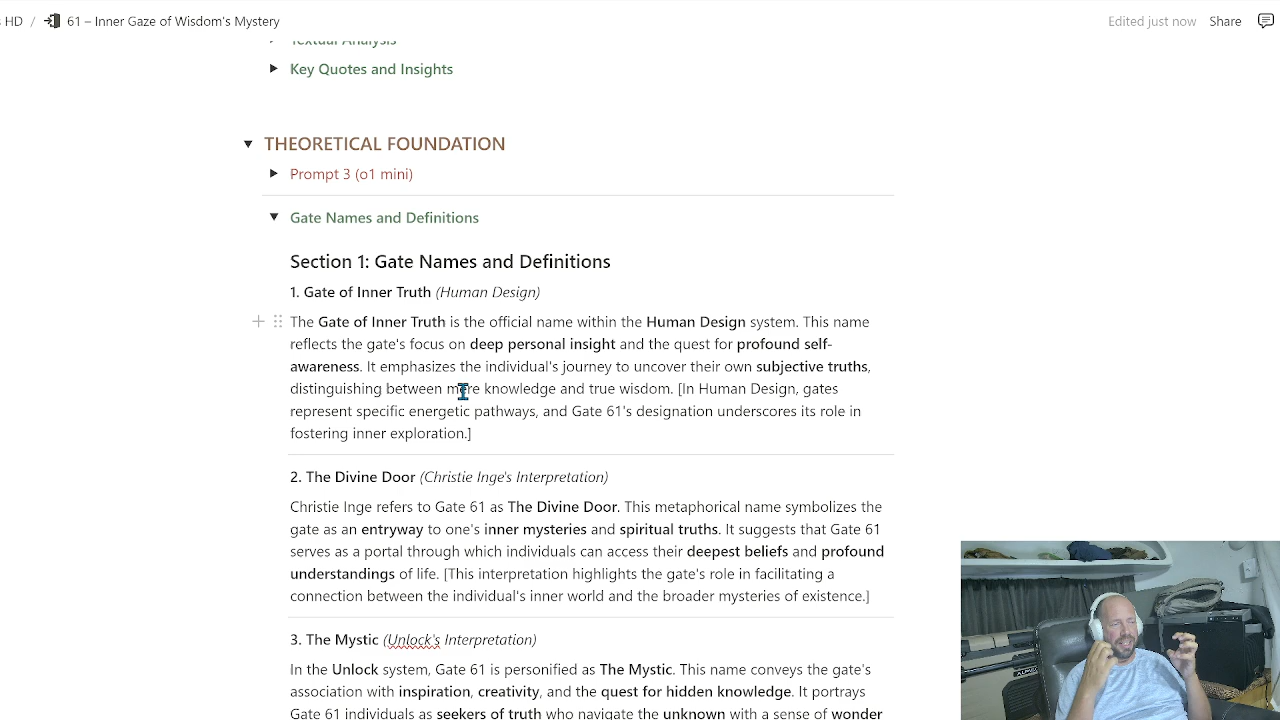 HD / 61 – Inner Gaze of Wisdom's Mystery
Edited just now Share
Textual Analysis
Key Quotes and Insights
THEORETICAL FOUNDATION
Prompt 3 (o1 mini)
Gate Names and Definitions
Section 1: Gate Names and Definitions
1. Gate of Inner Truth (Human Design)
The Gate of Inner Truth is the official name within the Human Design system. This name
reflects the gate's focus on deep personal insight and the quest for profound self-
awareness. It emphasizes the individual's journey to uncover their own subjective truths,
distinguishing between mere knowledge and true wisdom. [In Human Design, gates
represent specific energetic pathways, and Gate 61's designation underscores its role in
fostering inner exploration.]
2. The Divine Door (Christie Inge's Interpretation)
Christie Inge refers to Gate 61 as The Divine Door. This metaphorical name symbolizes the
gate as an entryway to one's inner mysteries and spiritual truths. It suggests that Gate 61
serves as a portal through which individuals can access their deepest beliefs and profound
understandings of life. [This interpretation highlights the gate's role in facilitating a
connection between the individual's inner world and the broader mysteries of existence.]
3. The Mystic (Unlock's Interpretation)
In the Unlock system, Gate 61 is personified as The Mystic. This name conveys the gate's
association with inspiration, creativity, and the quest for hidden knowledge. It portrays
Gate 61 individuals as seekers of truth who navigate the unknown with a sense of wonder